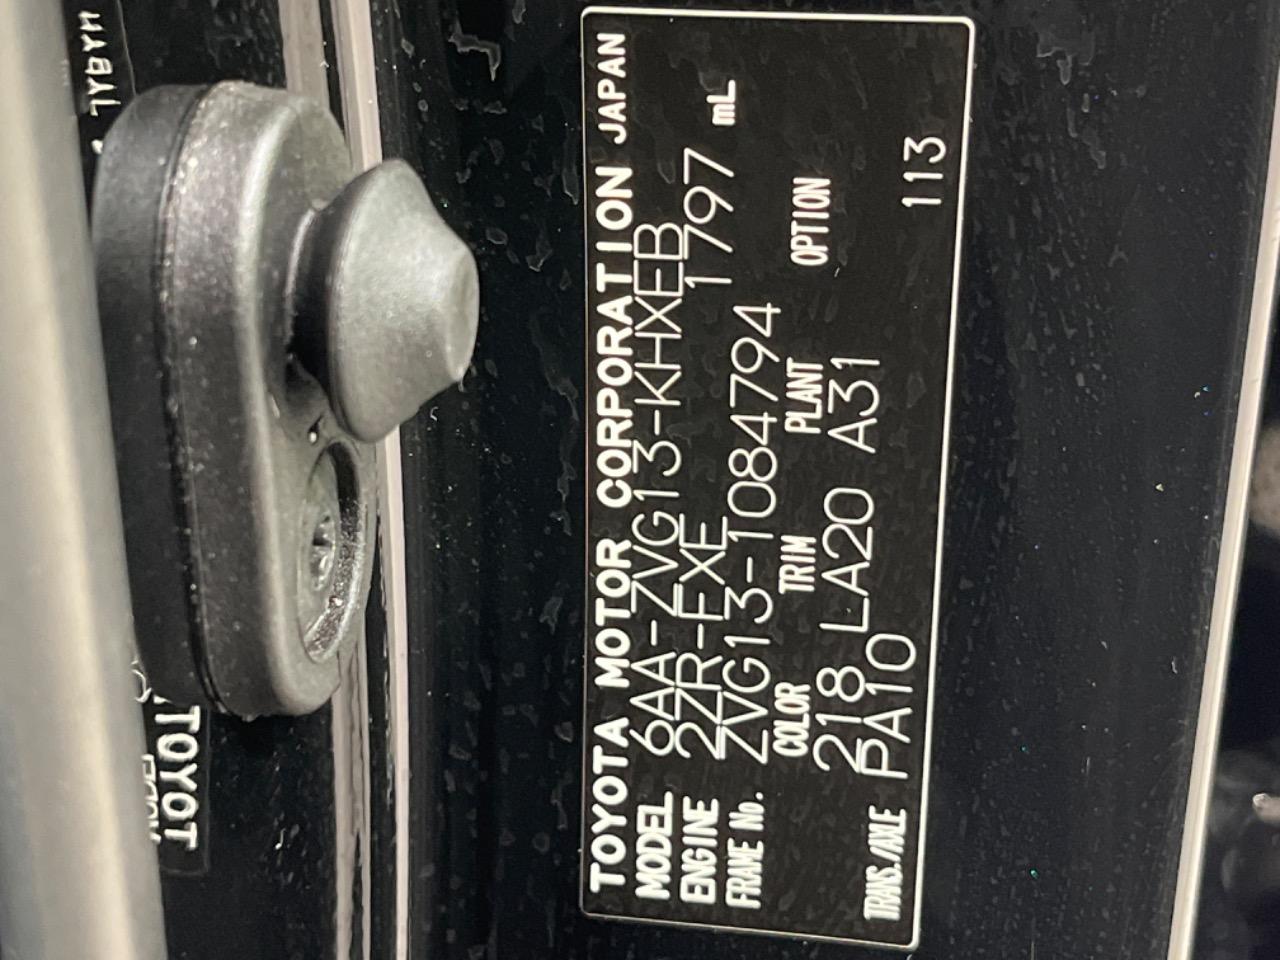 TOYOTA MOTOR CORPORATION JAPAN
MODEL 6AA-ZVG13-KHXEB
ENGINE 2ZR-FXE 1797 mL
FRAME No. ZVG13-1084794
COLOR TRIM PLANT OPTION
218 LA20 A31
TRANS./AXLE PA10 113
TOYOT